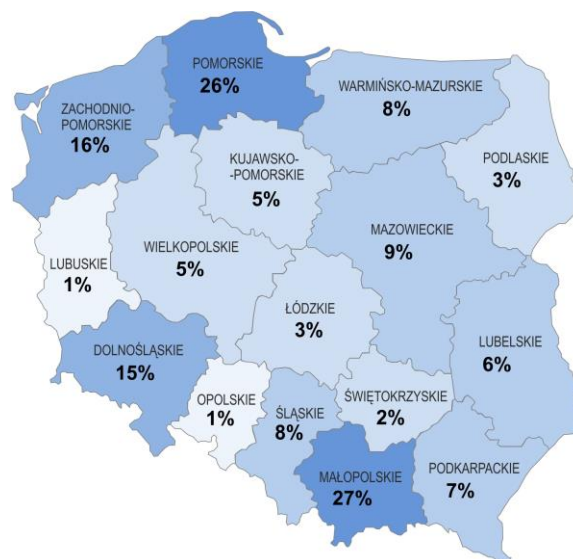 POMORSKIE
26%
WARMIŃSKO-MAZURSKIE
8%
ZACHODNIO-
POMORSKIE
16%
KUJAWSKO-
-POMORSKIE
5%
PODLASKIE
3%
MAZOWIECKIE
9%
WIELKOPOLSKIE
5%
LUBUSKIE
1%
ŁÓDZKIE
3%
LUBELSKIE
6%
DOLNOŚLĄSKIE
15%
OPOLSKIE
1%
ŚLĄSKIE
8%
ŚWIĘTOKRZYSKIE
2%
MAŁOPOLSKIE
27%
PODKARPACKIE
7%